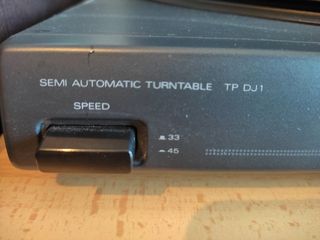 SEMI AUTOMATIC TURNTABLE TP DJ1
SPEED
33
45